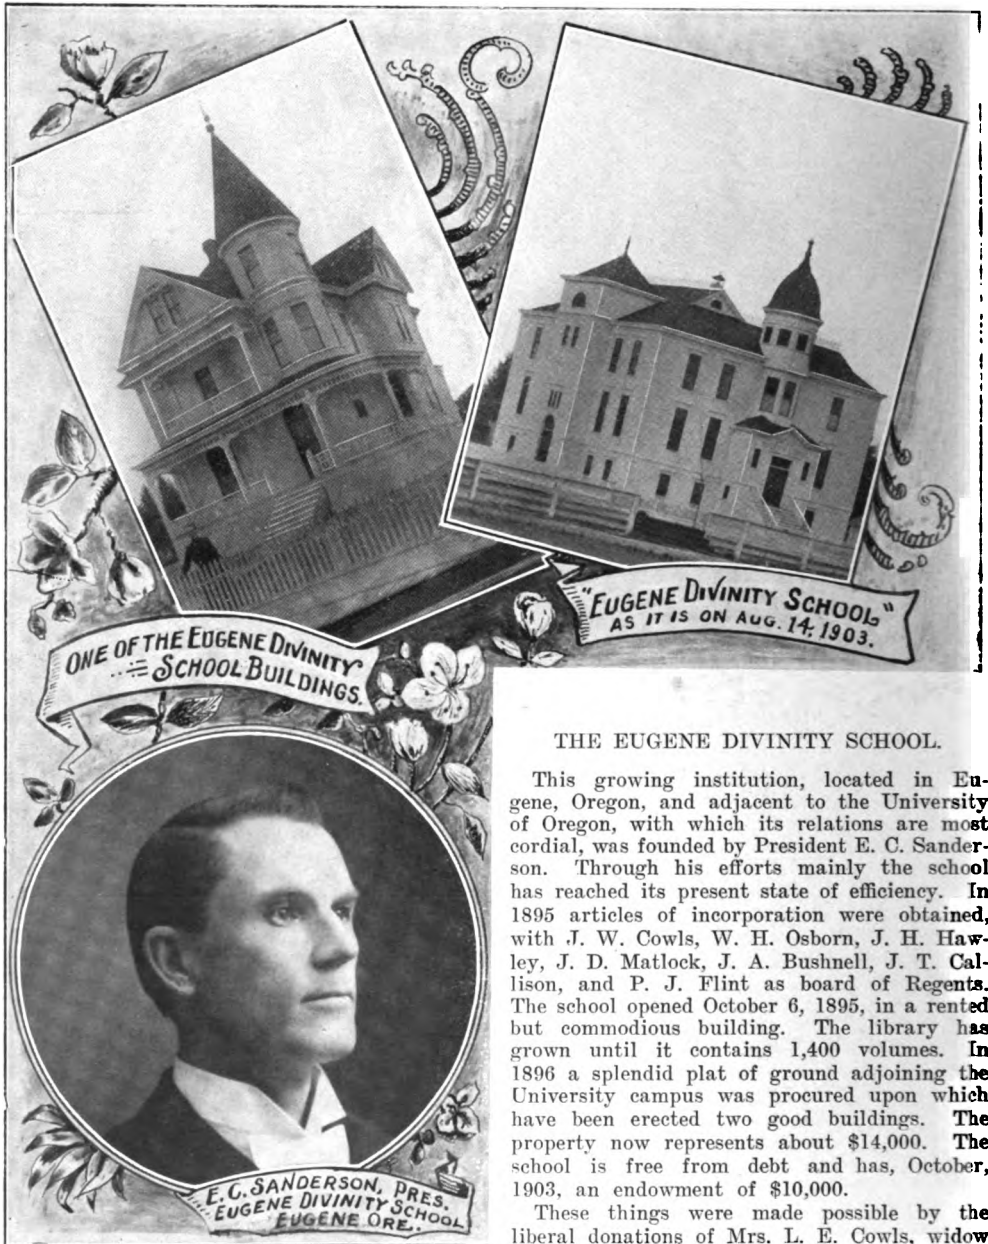 ONE OF THE EUGENE DIVINITY
SCHOOL BUILDINGS.
"EUGENE DIVINITY SCHOOL"
AS IT IS ON AUG. 14, 1903.
E. C. SANDERSON, PRES.
EUGENE DIVINITY SCHOOL
EUGENE ORE.
THE EUGENE DIVINITY SCHOOL.
This growing institution, located in Eu-
gene, Oregon, and adjacent to the University
of Oregon, with which its relations are most
cordial, was founded by President E. C. Sander-
son. Through his efforts mainly the school
has reached its present state of efficiency. In
1895 articles of incorporation were obtained,
with J. W. Cowls, W. H. Osborn, J. H. Haw-
ley, J. D. Matlock, J. A. Bushnell, J. T. Cal-
lison, and P. J. Flint as board of Regents.
The school opened October 6, 1895, in a rented
but commodious building. The library has
grown until it contains 1,400 volumes. In
1896 a splendid plat of ground adjoining the
University campus was procured upon which
have been erected two good buildings. The
property now represents about $14,000. The
school is free from debt and has, October,
1903, an endowment of $10,000.
These things were made possible by the
liberal donations of Mrs. L. E. Cowls, widow